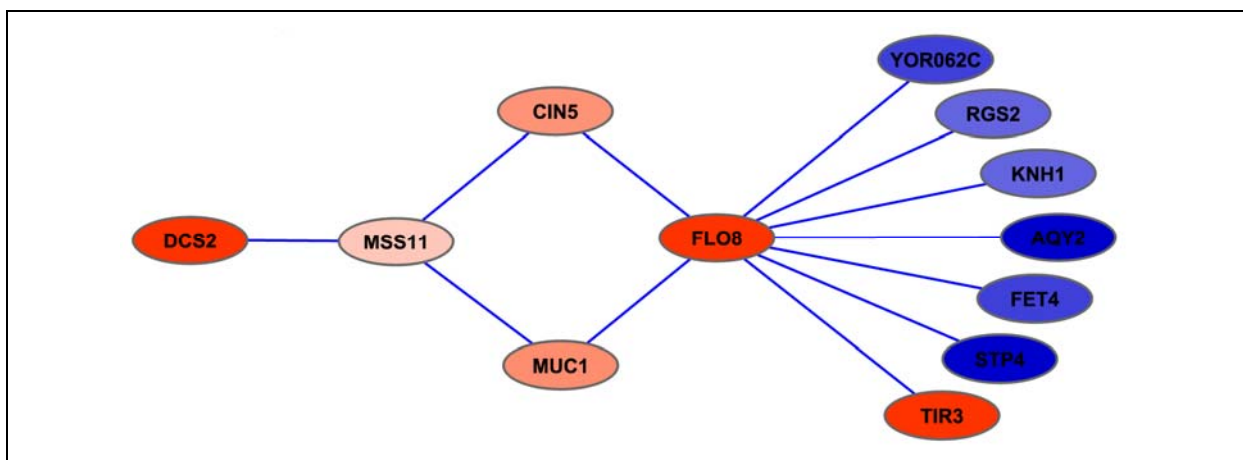 YOR062C
CIN5
RGS2
KNH1
DCS2
MSS11
FLO8
AQY2
FET4
MUC1
STP4
TIR3